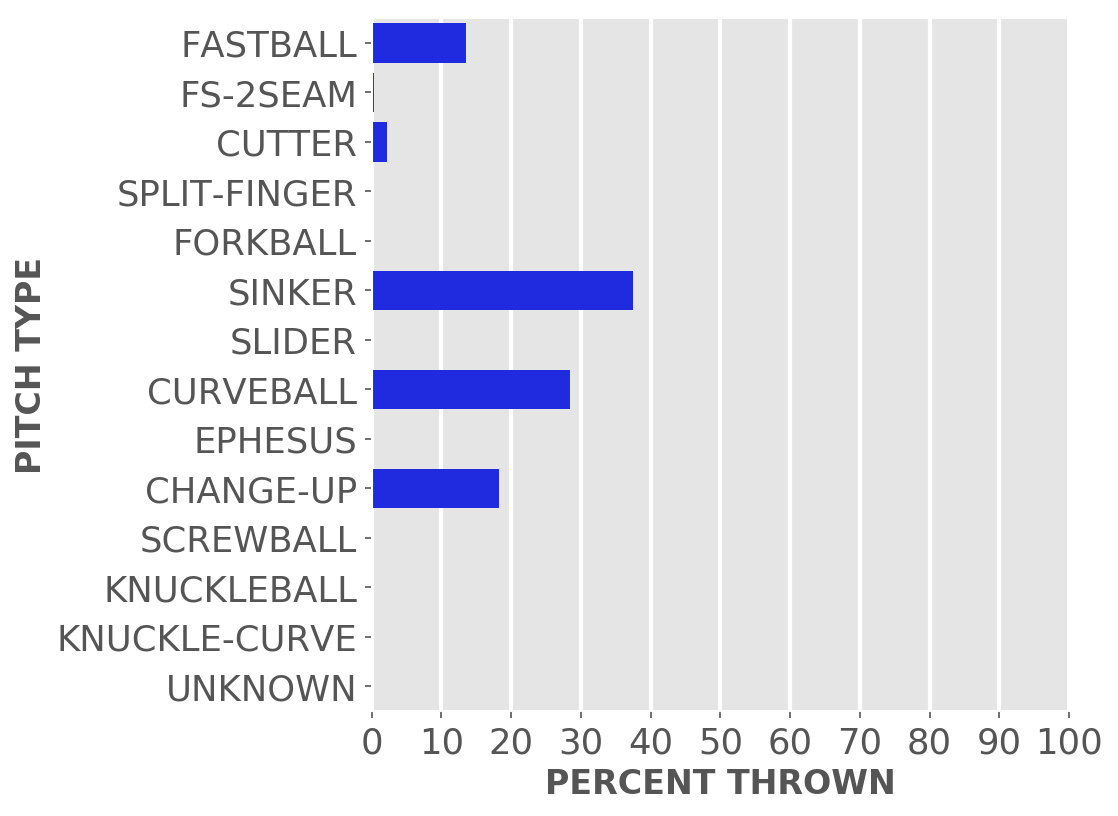 FASTBALL
FS-2SEAM
CUTTER
SPLIT-FINGER
FORKBALL
SINKER
SLIDER
CURVEBALL
EPHESUS
CHANGE-UP
SCREWBALL
KNUCKLEBALL
KNUCKLE-CURVE
UNKNOWN
PITCH TYPE
0 10 20 30 40 50 60 70 80 90 100
PERCENT THROWN